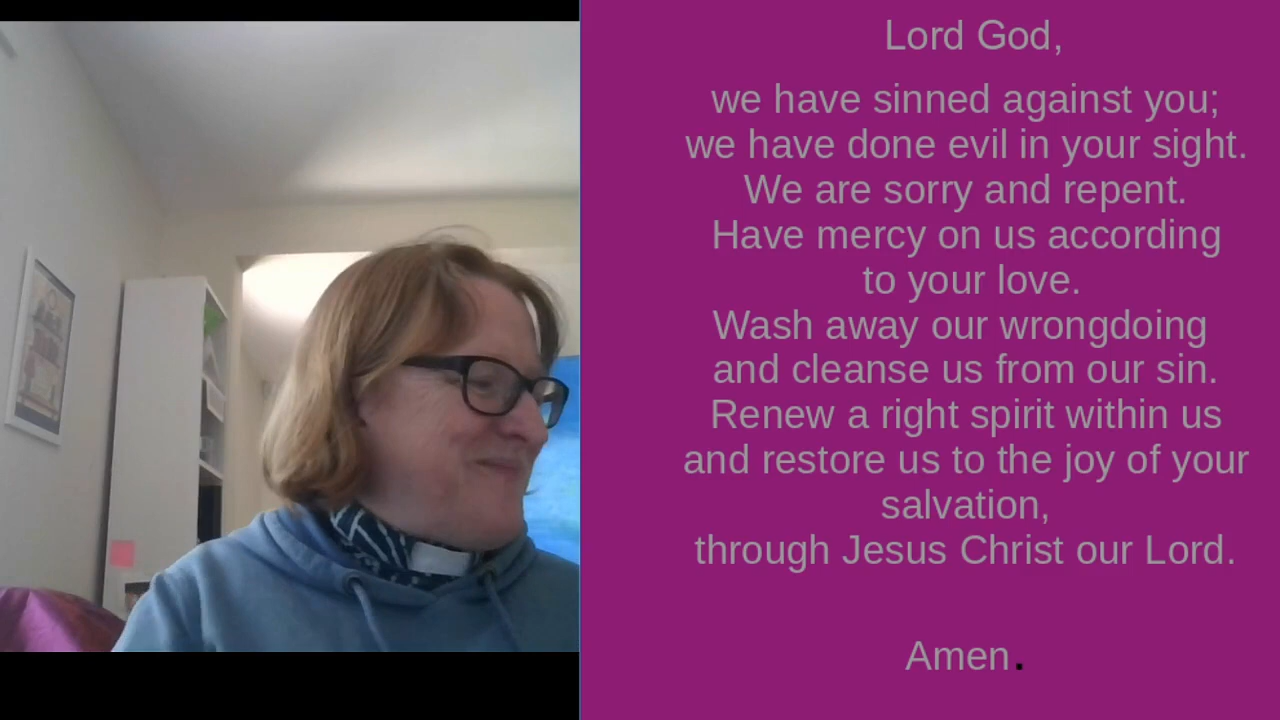 Lord God,
we have sinned against you;
we have done evil in your sight.
We are sorry and repent.
Have mercy on us according
to your love.
Wash away our wrongdoing
and cleanse us from our sin.
Renew a right spirit within us
and restore us to the joy of your
salvation,
through Jesus Christ our Lord.
Amen.